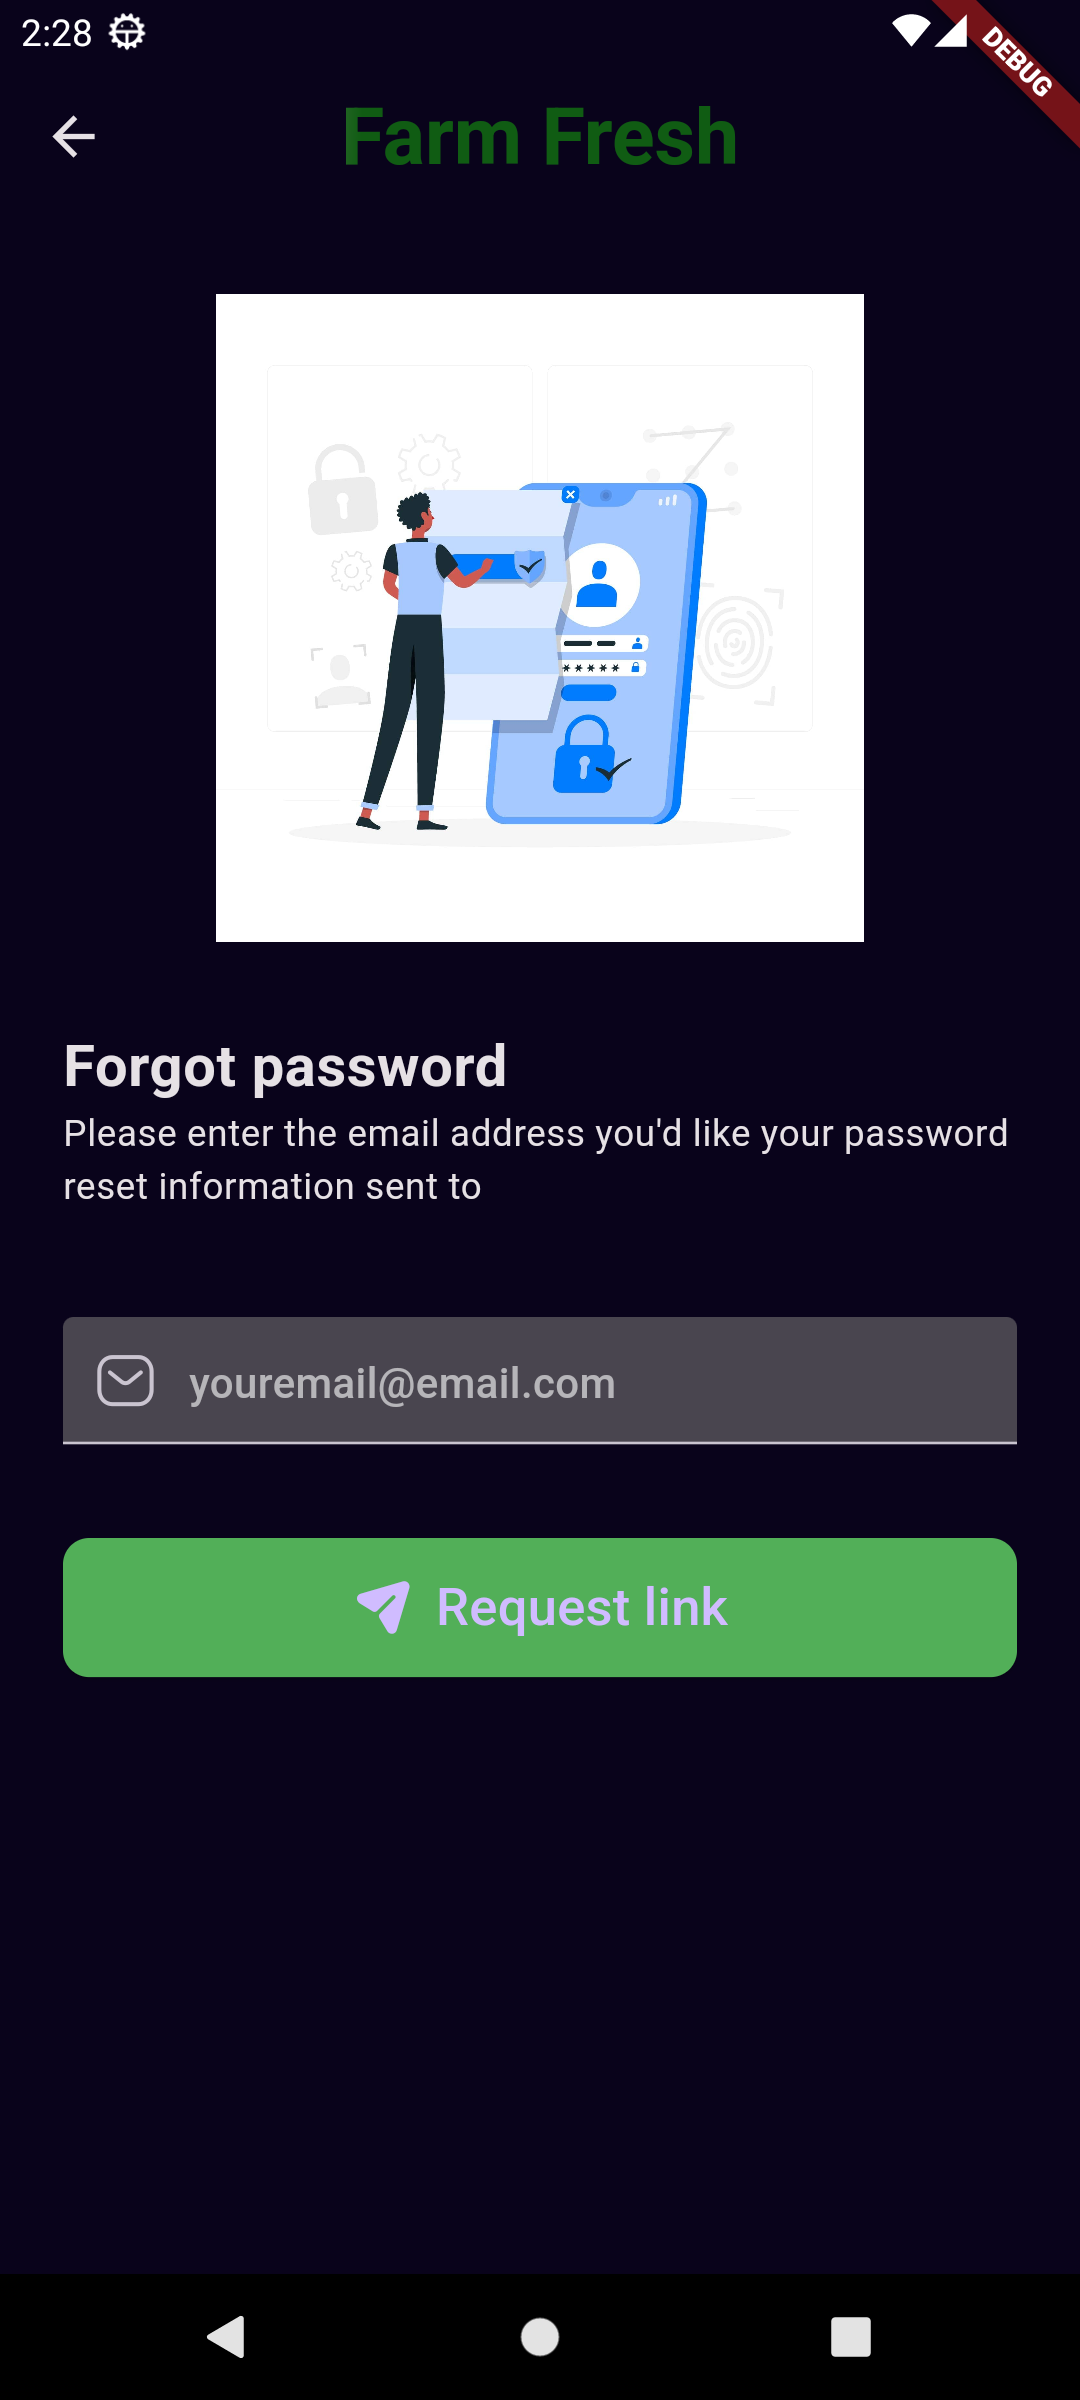 2:28
DEBUG
Farm Fresh
Forgot password
Please enter the email address you'd like your password
reset information sent to
youremail@email.com
Request link